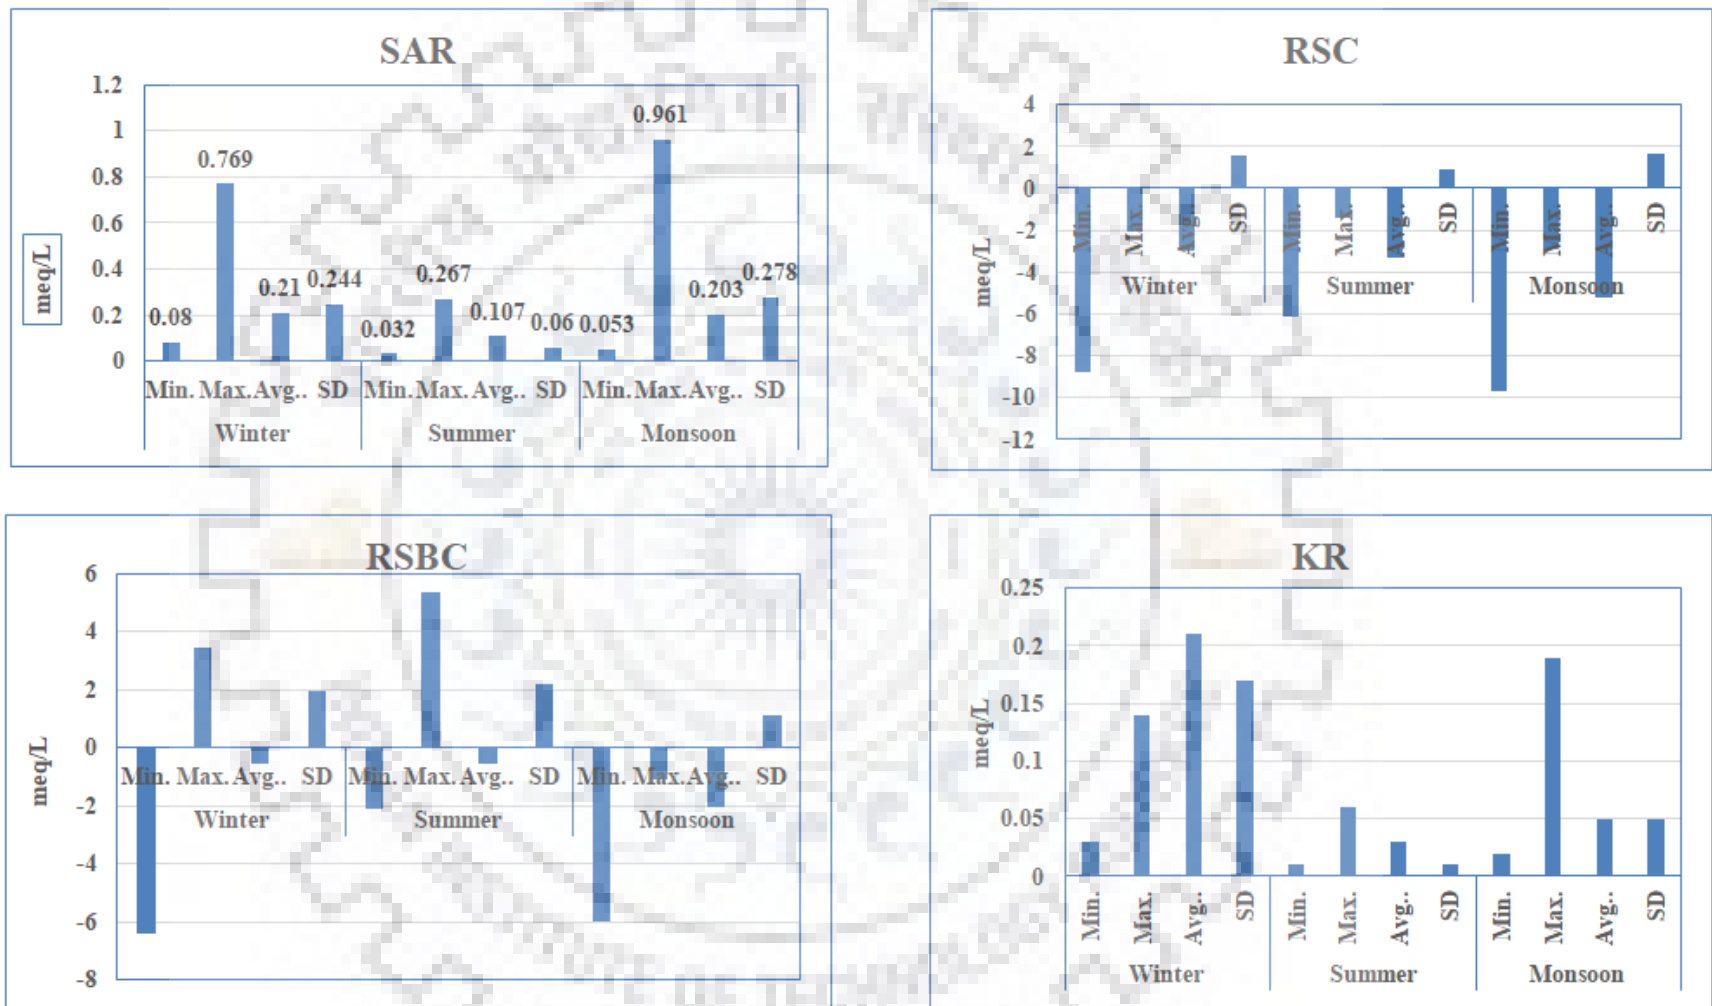 SAR
1.2
1
0.8
0.6
0.4
0.2
0
meq/L
0.08
0.769
0.21
0.244
0.032
0.267
0.107
0.06
0.053
0.961
0.203
0.278
Min. Max. Avg.. SD Min. Max. Avg.. SD Min. Max. Avg.. SD
Winter Summer Monsoon
RSC
4
2
0
-2
-4
-6
-8
-10
-12
meq/L
Min. Max. Avg.. SD Min. Max. Avg.. SD Min. Max. Avg.. SD
Winter Summer Monsoon
RSBC
6
4
2
0
-2
-4
-6
-8
meq/L
Min. Max. Avg.. SD Min. Max. Avg.. SD Min. Max. Avg.. SD
Winter Summer Monsoon
KR
0.25
0.2
0.15
0.1
0.05
0
meq/L
Min. Max. Avg.. SD Min. Max. Avg.. SD Min. Max. Avg.. SD
Winter Summer Monsoon